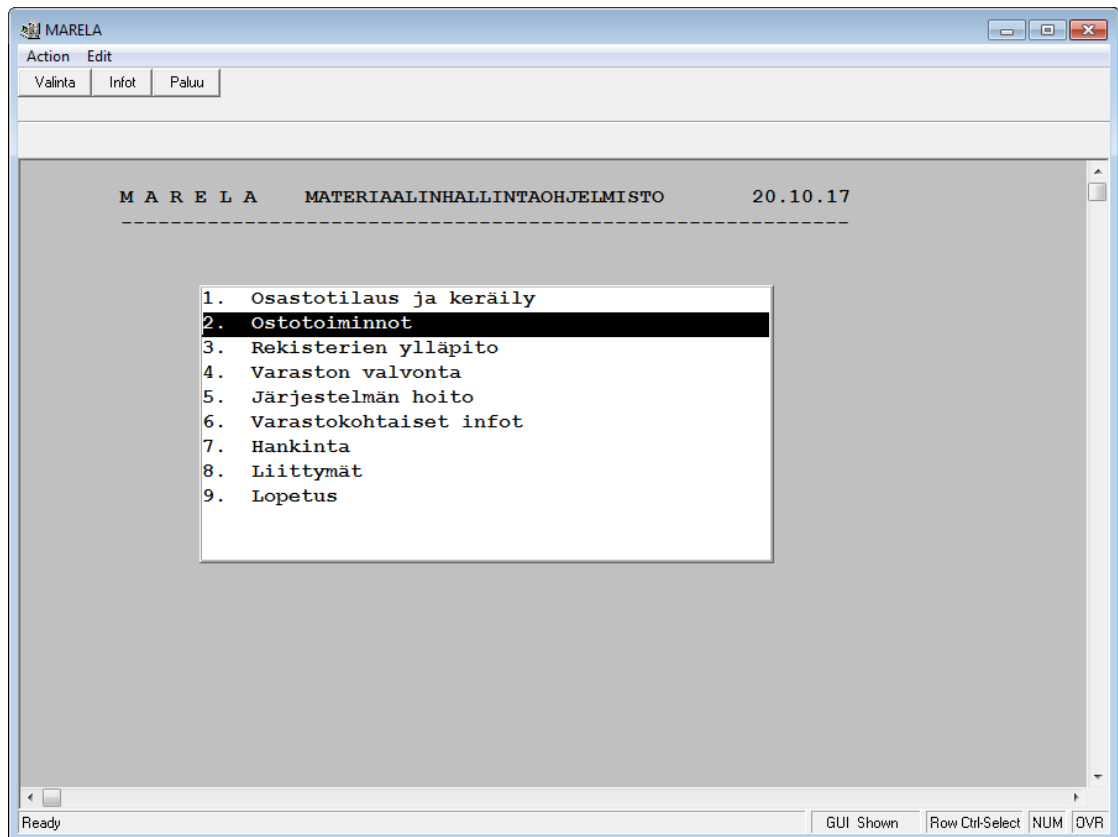 MARELA
Action Edit
Valinta Infot Paluu
M A R E L A MATERIAALINHALLINTAOHJELMISTO 20.10.17
-----------------------------------------------------------
1. Osastotilaus ja keräily
2. Ostotoiminnot
3. Rekisterien ylläpito
4. Varaston valvonta
5. Järjestelmän hoito
6. Varastokohtaiset infot
7. Hankinta
8. Liittymät
9. Lopetus
Ready GUI Shown Row Ctrl-Select NUM OVR